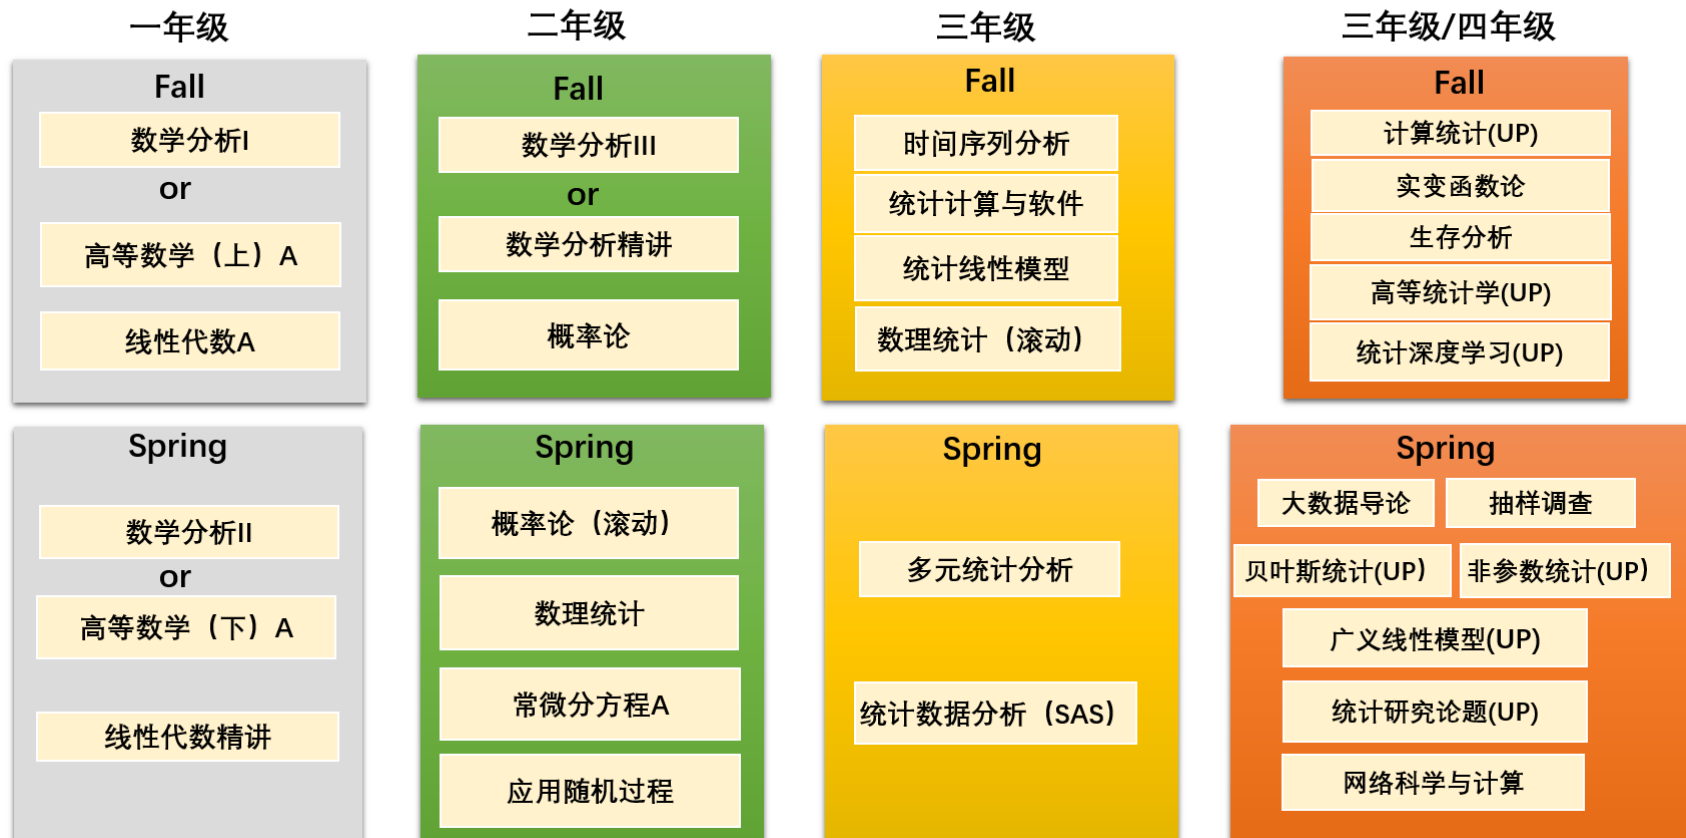 一年级
Fall
数学分析I
or
高等数学（上）A
线性代数A
Spring
数学分析II
or
高等数学（下）A
线性代数精讲
二年级
Fall
数学分析III
or
数学分析精讲
概率论
Spring
概率论（滚动）
数理统计
常微分方程A
应用随机过程
三年级
Fall
时间序列分析
统计计算与软件
统计线性模型
数理统计（滚动）
Spring
多元统计分析
统计数据分析（SAS）
三年级/四年级
Fall
计算统计(UP)
实变函数论
生存分析
高等统计学(UP)
统计深度学习(UP)
Spring
大数据导论
抽样调查
贝叶斯统计(UP）
非参数统计(UP）
广义线性模型(UP)
统计研究论题(UP)
网络科学与计算